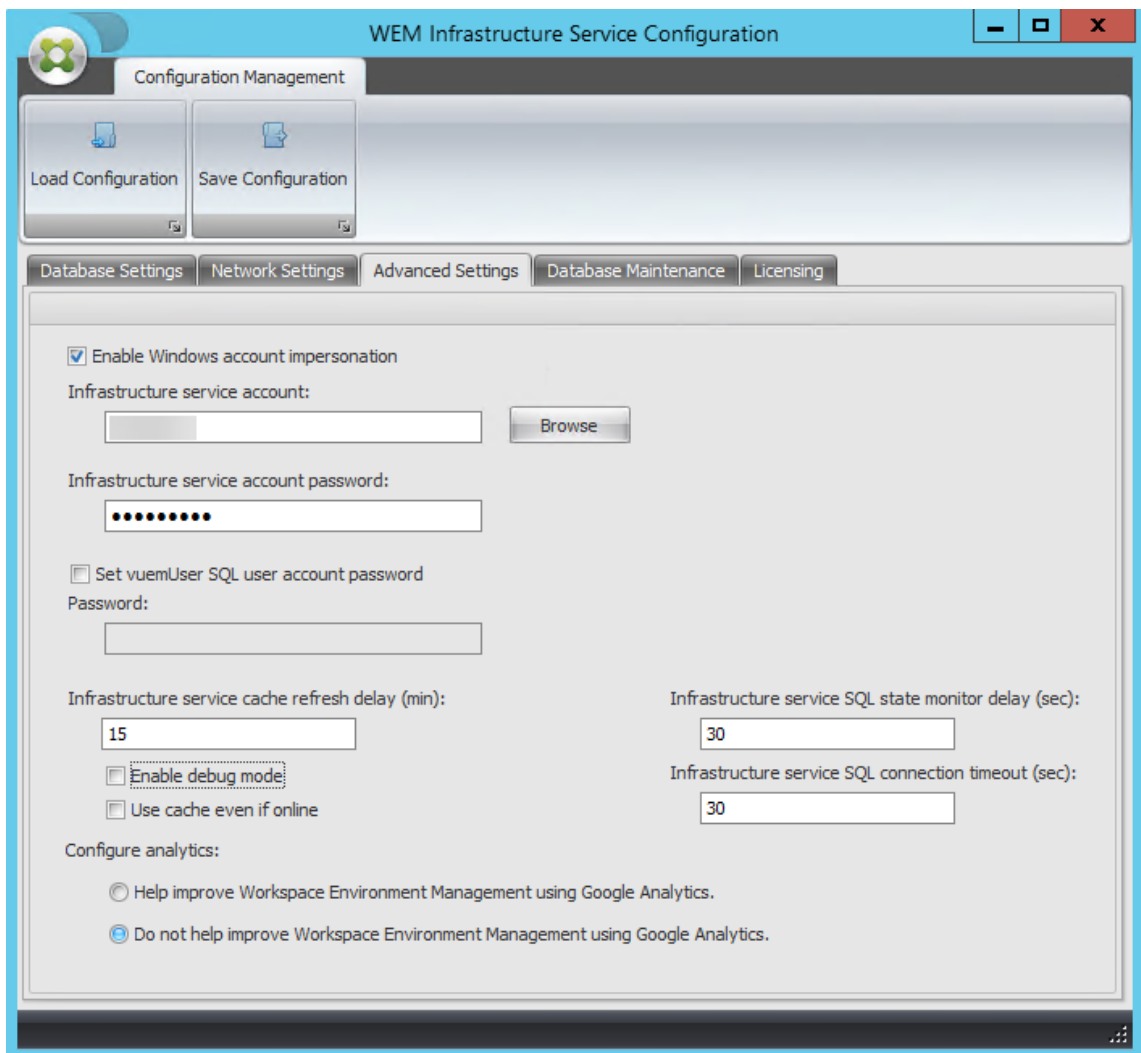 WEM Infrastructure Service Configuration
Configuration Management
Load Configuration
Save Configuration
Database Settings
Network Settings
Advanced Settings
Database Maintenance
Licensing
Enable Windows account impersonation
Infrastructure service account:
Browse
Infrastructure service account password:
•••••••••
Set vuemUser SQL user account password
Password:
Infrastructure service cache refresh delay (min):
15
Enable debug mode
Use cache even if online
Infrastructure service SQL state monitor delay (sec):
30
Infrastructure service SQL connection timeout (sec):
30
Configure analytics:
Help improve Workspace Environment Management using Google Analytics.
Do not help improve Workspace Environment Management using Google Analytics.